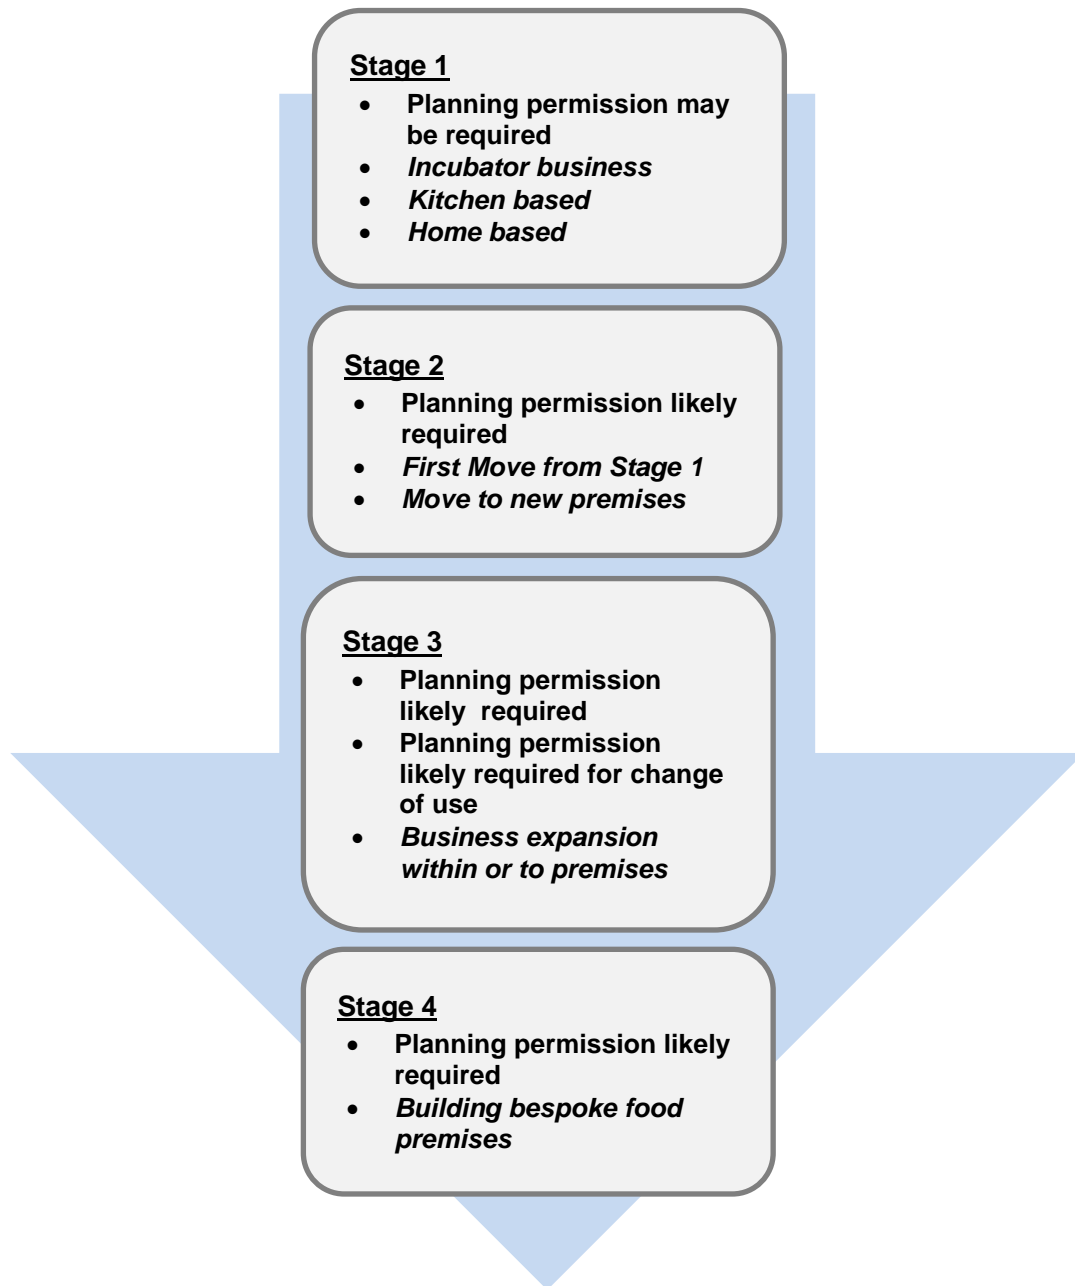 Stage 1
• Planning permission may
be required
• Incubator business
• Kitchen based
• Home based
Stage 2
• Planning permission likely
required
• First Move from Stage 1
• Move to new premises
Stage 3
• Planning permission
likely  required
• Planning permission
likely required for change
of use
• Business expansion
within or to premises
Stage 4
• Planning permission likely
required
• Building bespoke food
premises